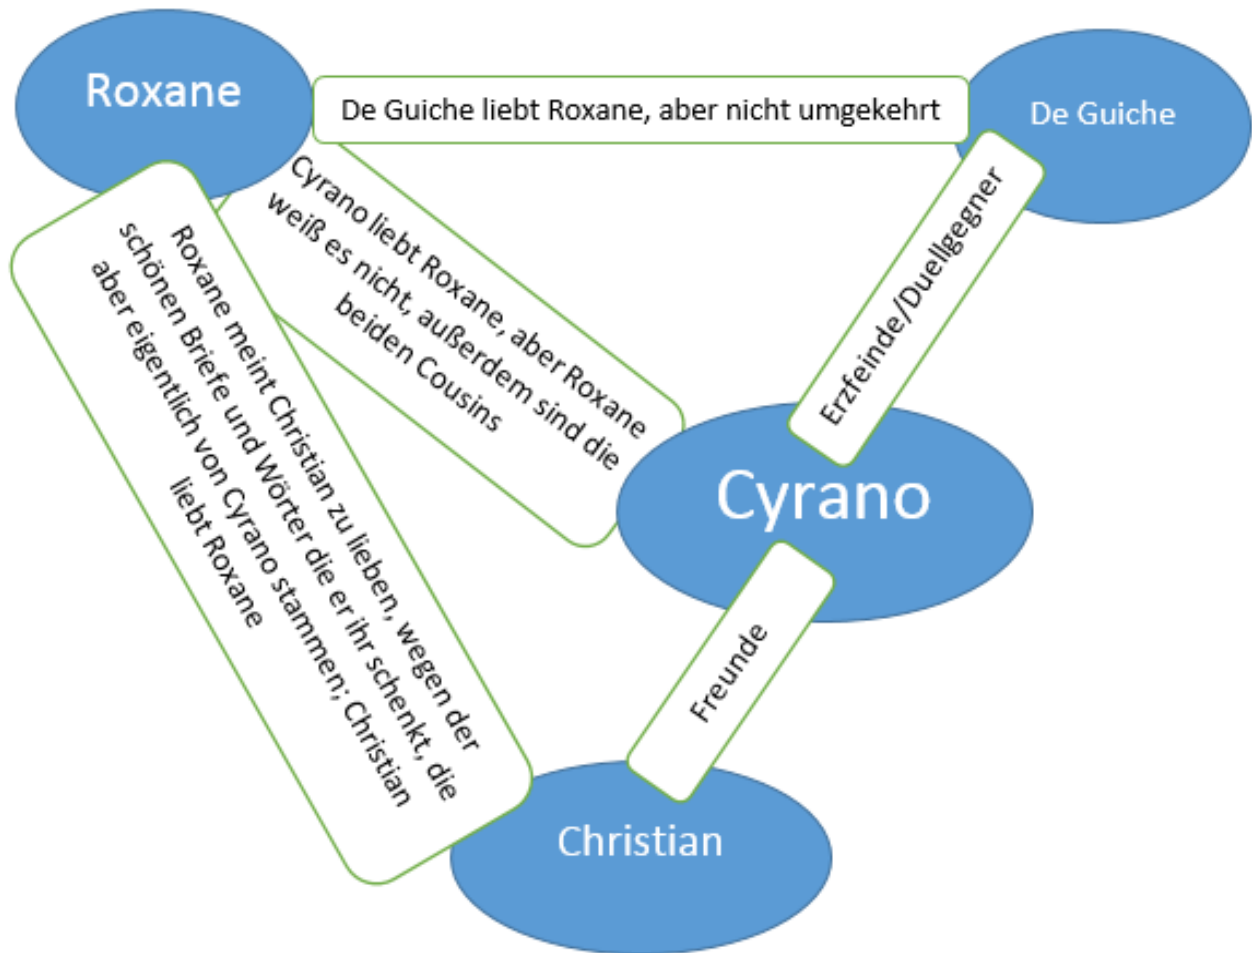 Roxane
De Guiche liebt Roxane, aber nicht umgekehrt
De Guiche
Cyrano liebt Roxane, aber Roxane
weiß es nicht, außerdem sind die
beiden Cousins
Erzfeinde/Duellgegner
Roxane meint Christian zu lieben, wegen der
schönen Briefe und Wörter die er ihr schenkt, die
aber eigentlich von Cyrano stammen; Christian
liebt Roxane
Cyrano
Freunde
Christian